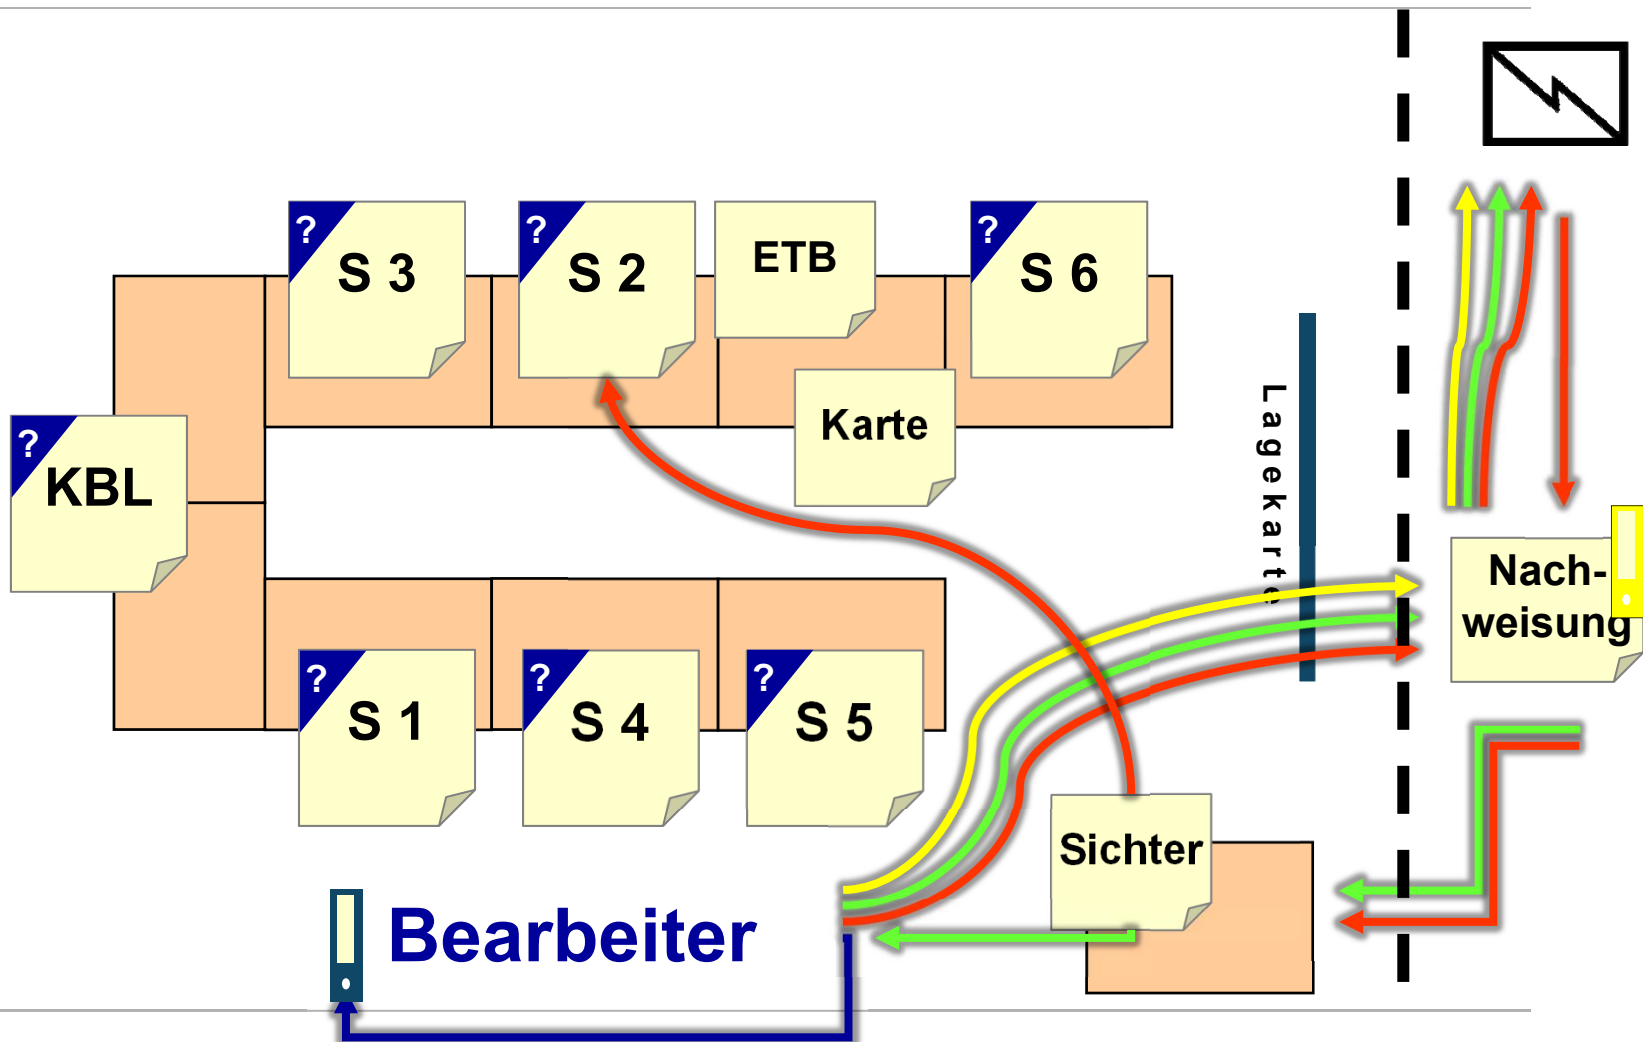 ?
S 3
?
S 2
ETB
?
S 6
Karte
Lagekarte
?
KBL
Nach-
weisung
?
S 1
?
S 4
?
S 5
Sichter
Bearbeiter